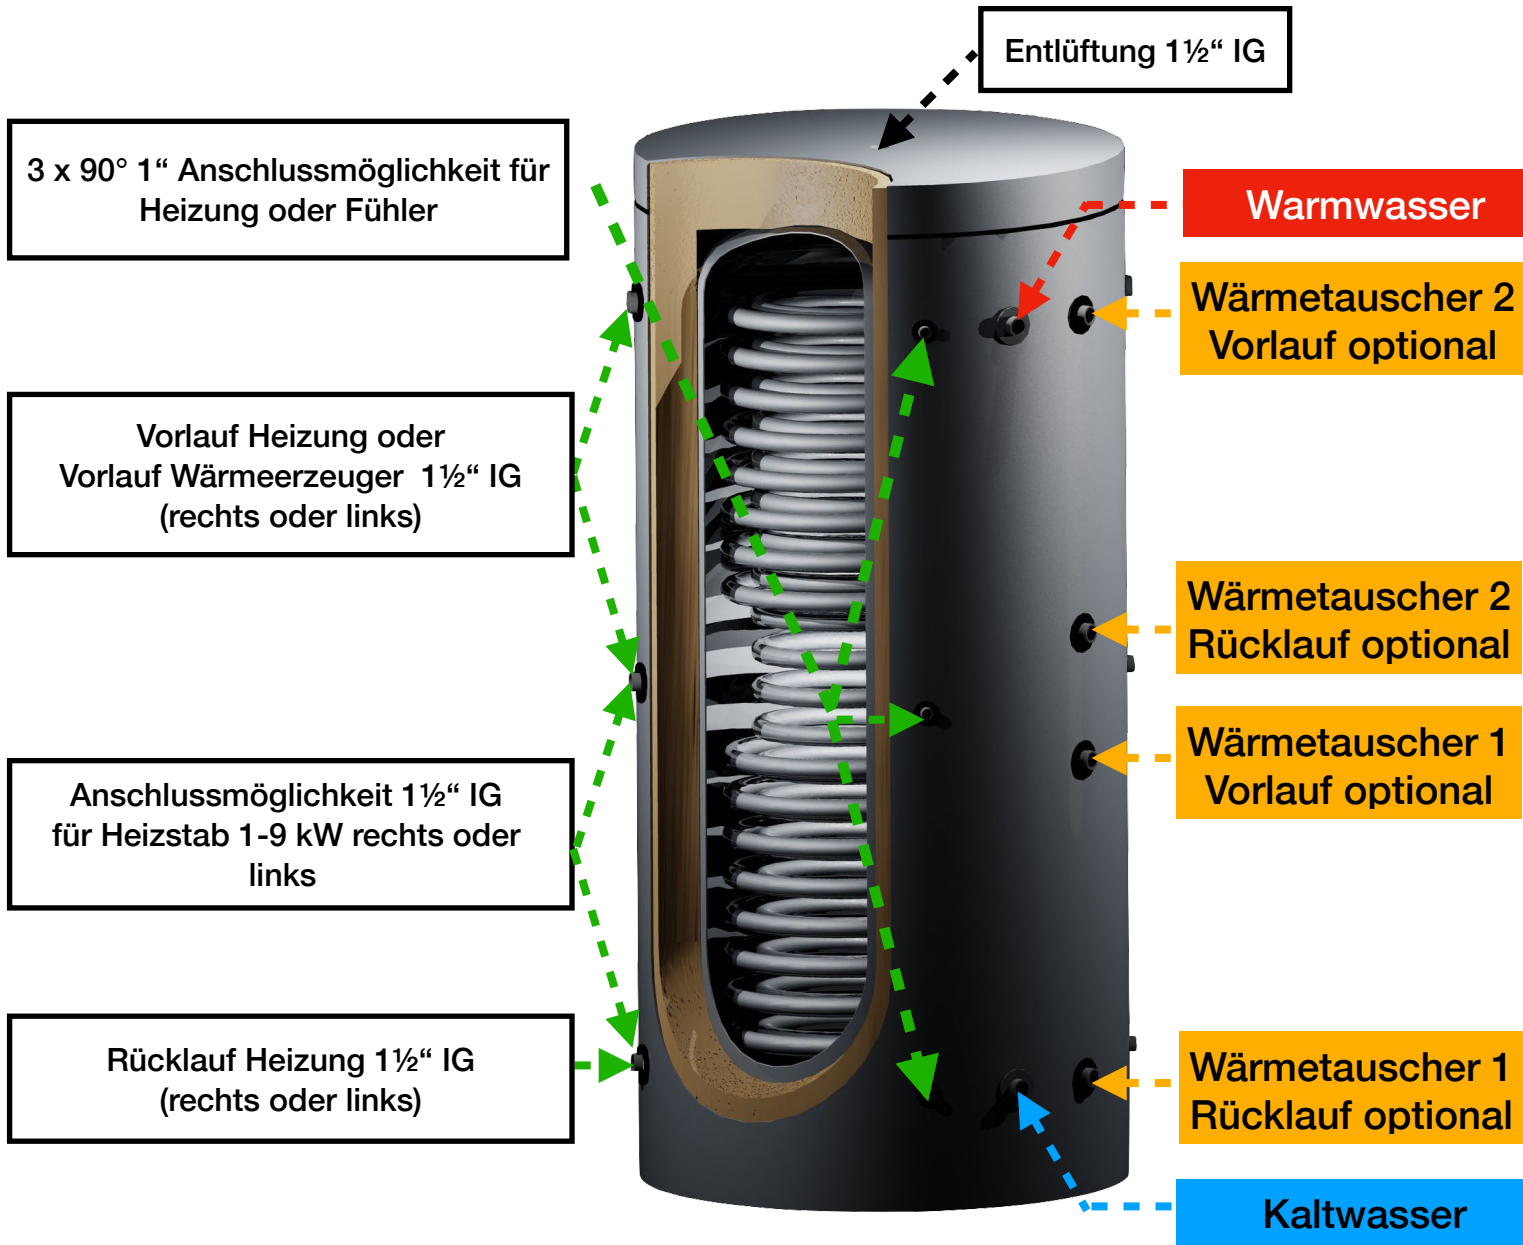 Entlüftung 1½“ IG
3 x 90° 1“ Anschlussmöglichkeit für
Heizung oder Fühler
Warmwasser
Wärmetauscher 2
Vorlauf optional
Vorlauf Heizung oder
Vorlauf Wärmeerzeuger 1½“ IG
(rechts oder links)
Wärmetauscher 2
Rücklauf optional
Wärmetauscher 1
Vorlauf optional
Anschlussmöglichkeit 1½“ IG
für Heizstab 1-9 kW rechts oder
links
Rücklauf Heizung 1½“ IG
(rechts oder links)
Wärmetauscher 1
Rücklauf optional
Kaltwasser